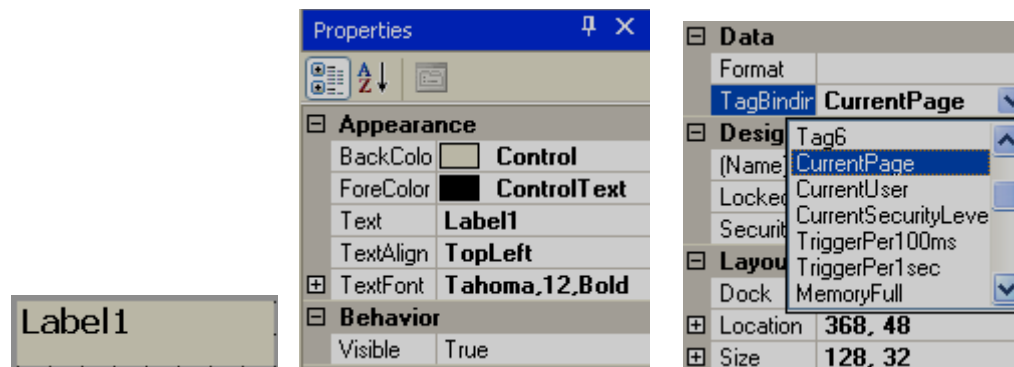 Label1
Properties
Appearance
BackColo Control
ForeColor ControlText
Text Label1
TextAlign TopLeft
TextFont Tahoma,12,Bold
Behavior
Visible True
Data
Format
TagBindin CurrentPage
Desig
(Name)
Locked
Securit
Layou
Dock
Location 368, 48
Size 128, 32
Tag6
CurrentPage
CurrentUser
CurrentSecurityLeve
TriggerPer100ms
TriggerPer1sec
MemoryFull